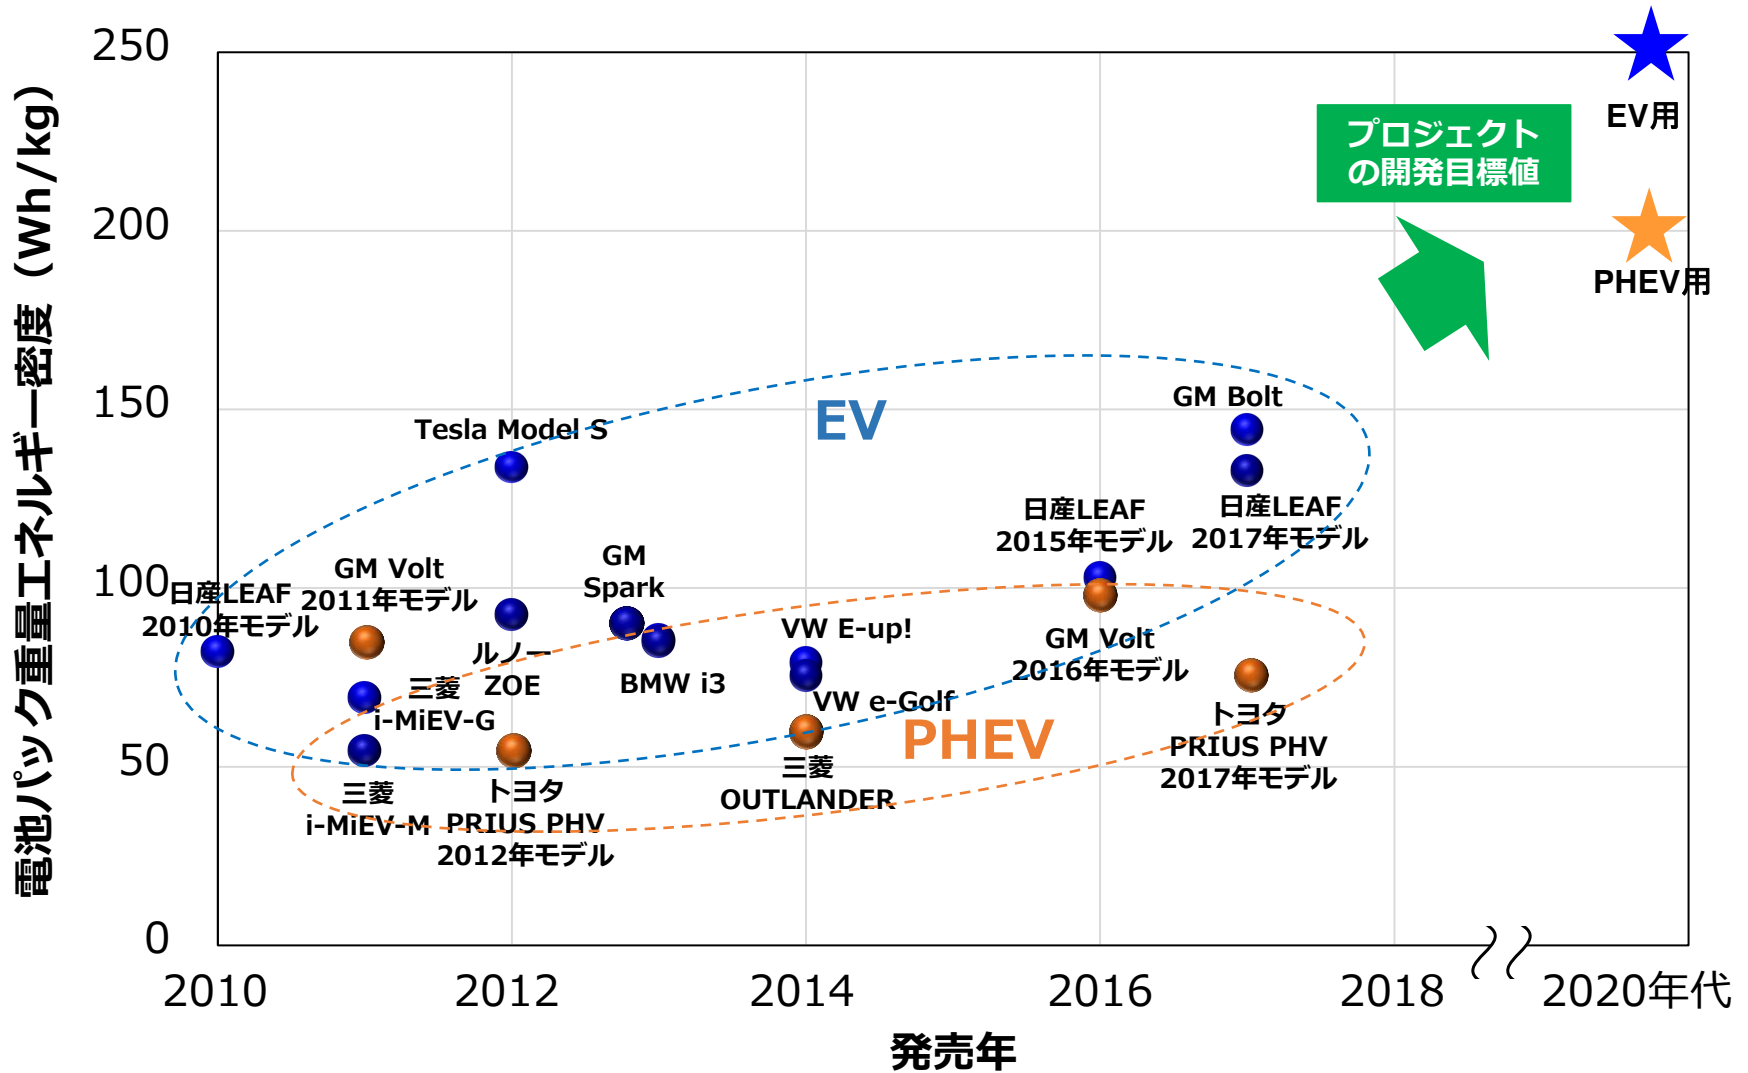 電池パック重量エネルギー密度（Wh/kg）
250
200
150
100
50
0
プロジェクト
の開発目標値
EV用
PHEV用
EV
PHEV
Tesla Model S
GM Bolt
日産LEAF
2017年モデル
日産LEAF
2015年モデル
GM
Spark
GM Volt
2011年モデル
日産LEAF
2010年モデル
ルノー
ZOE
BMW i3
VW E-up!
VW e-Golf
GM Volt
2016年モデル
三菱
i-MiEV-G
三菱
i-MiEV-M
トヨタ
PRIUS PHV
2012年モデル
三菱
OUTLANDER
トヨタ
PRIUS PHV
2017年モデル
2010
2012
2014
2016
2018
2020年代
発売年